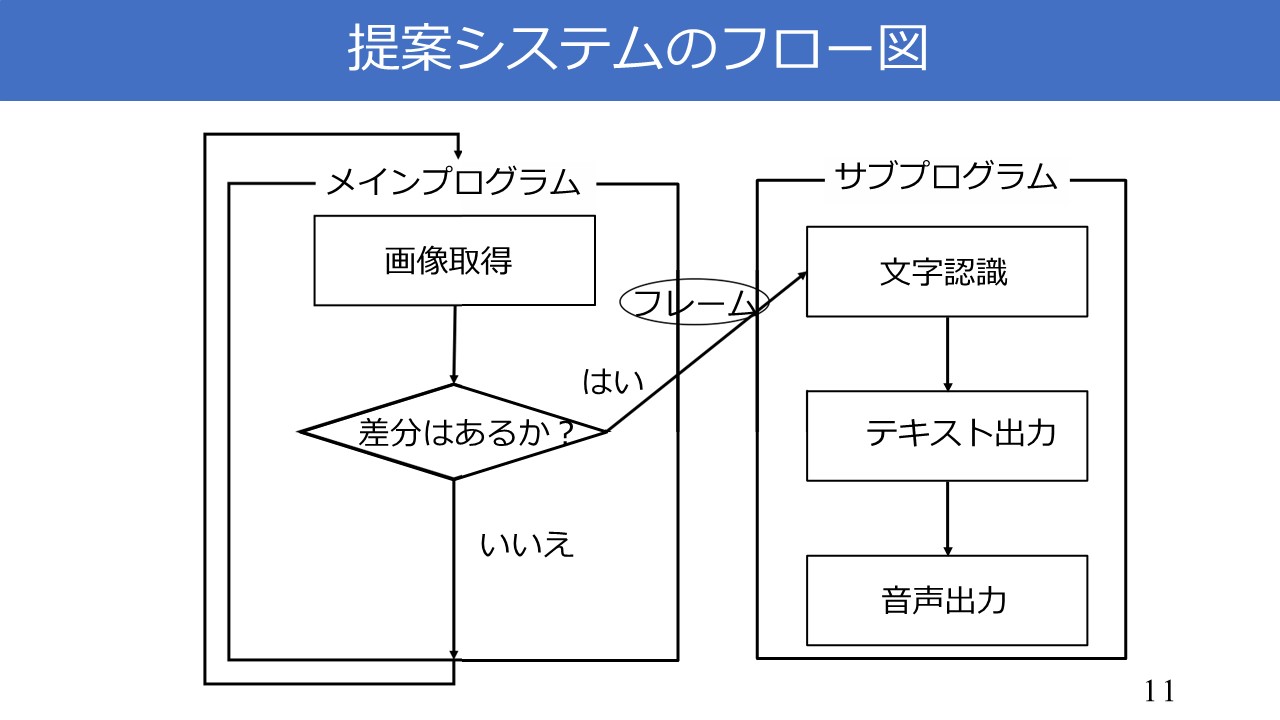 提案システムのフロー図
メインプログラム
画像取得
差分はあるか？
はい
いいえ
フレーム
サブプログラム
文字認識
テキスト出力
音声出力
11